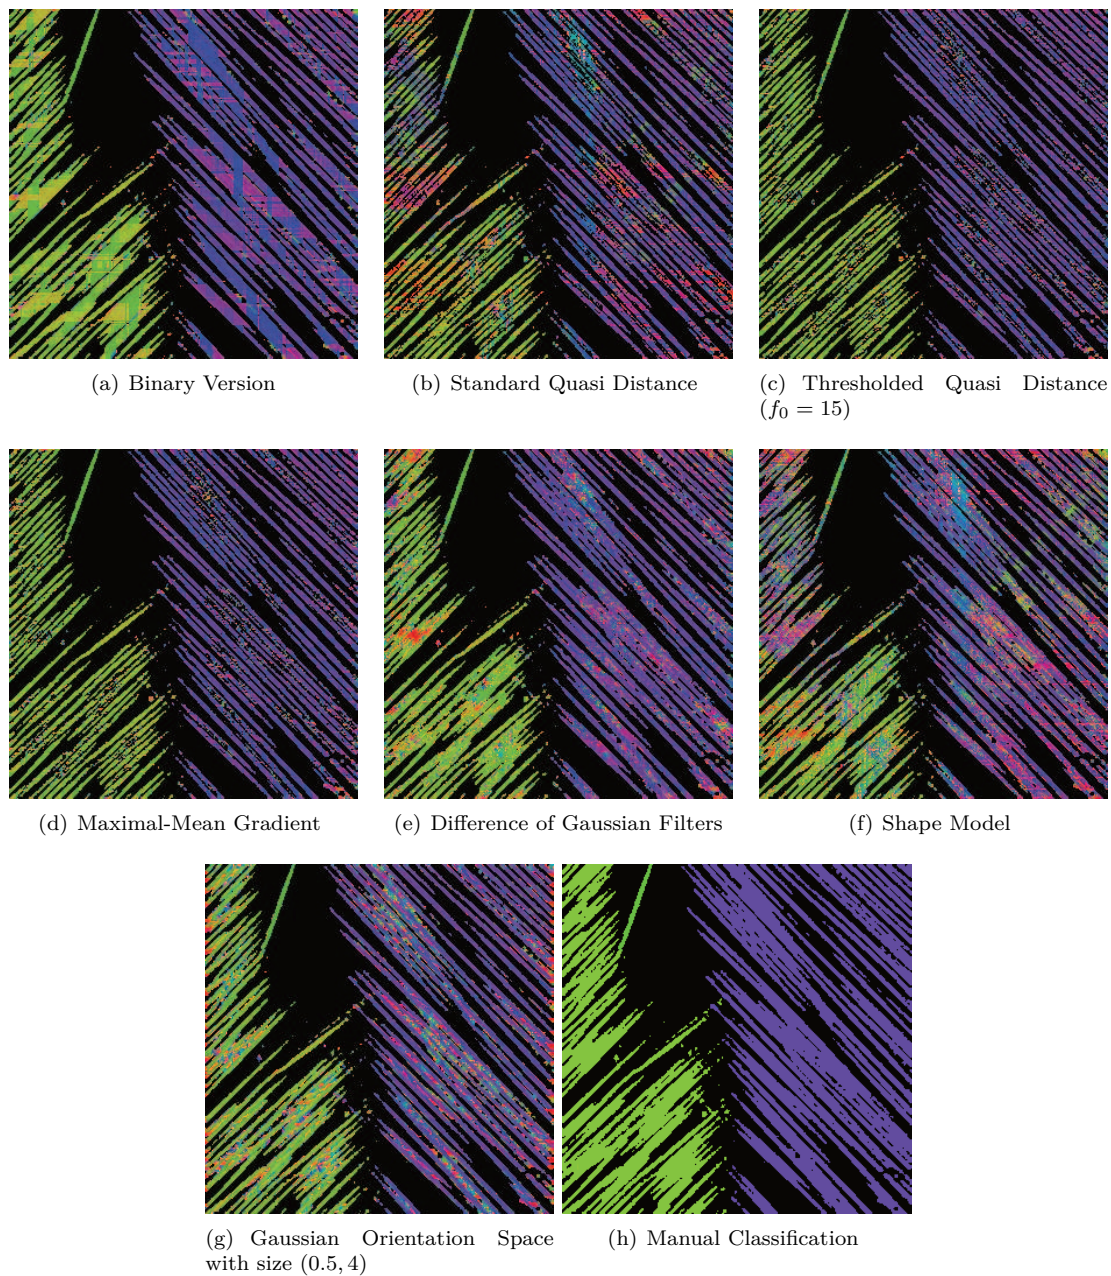 (a) Binary Version
(b) Standard Quasi Distance
(c) Thresholded Quasi Distance
(f₀ = 15)
(d) Maximal-Mean Gradient
(e) Difference of Gaussian Filters
(f) Shape Model
(g) Gaussian Orientation Space
with size (0.5, 4)
(h) Manual Classification